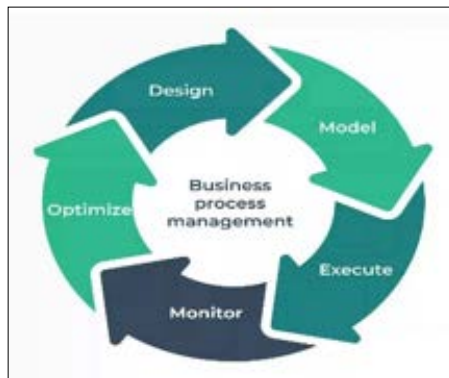 Design
Model
Business
process
management
Optimize
Execute
Monitor